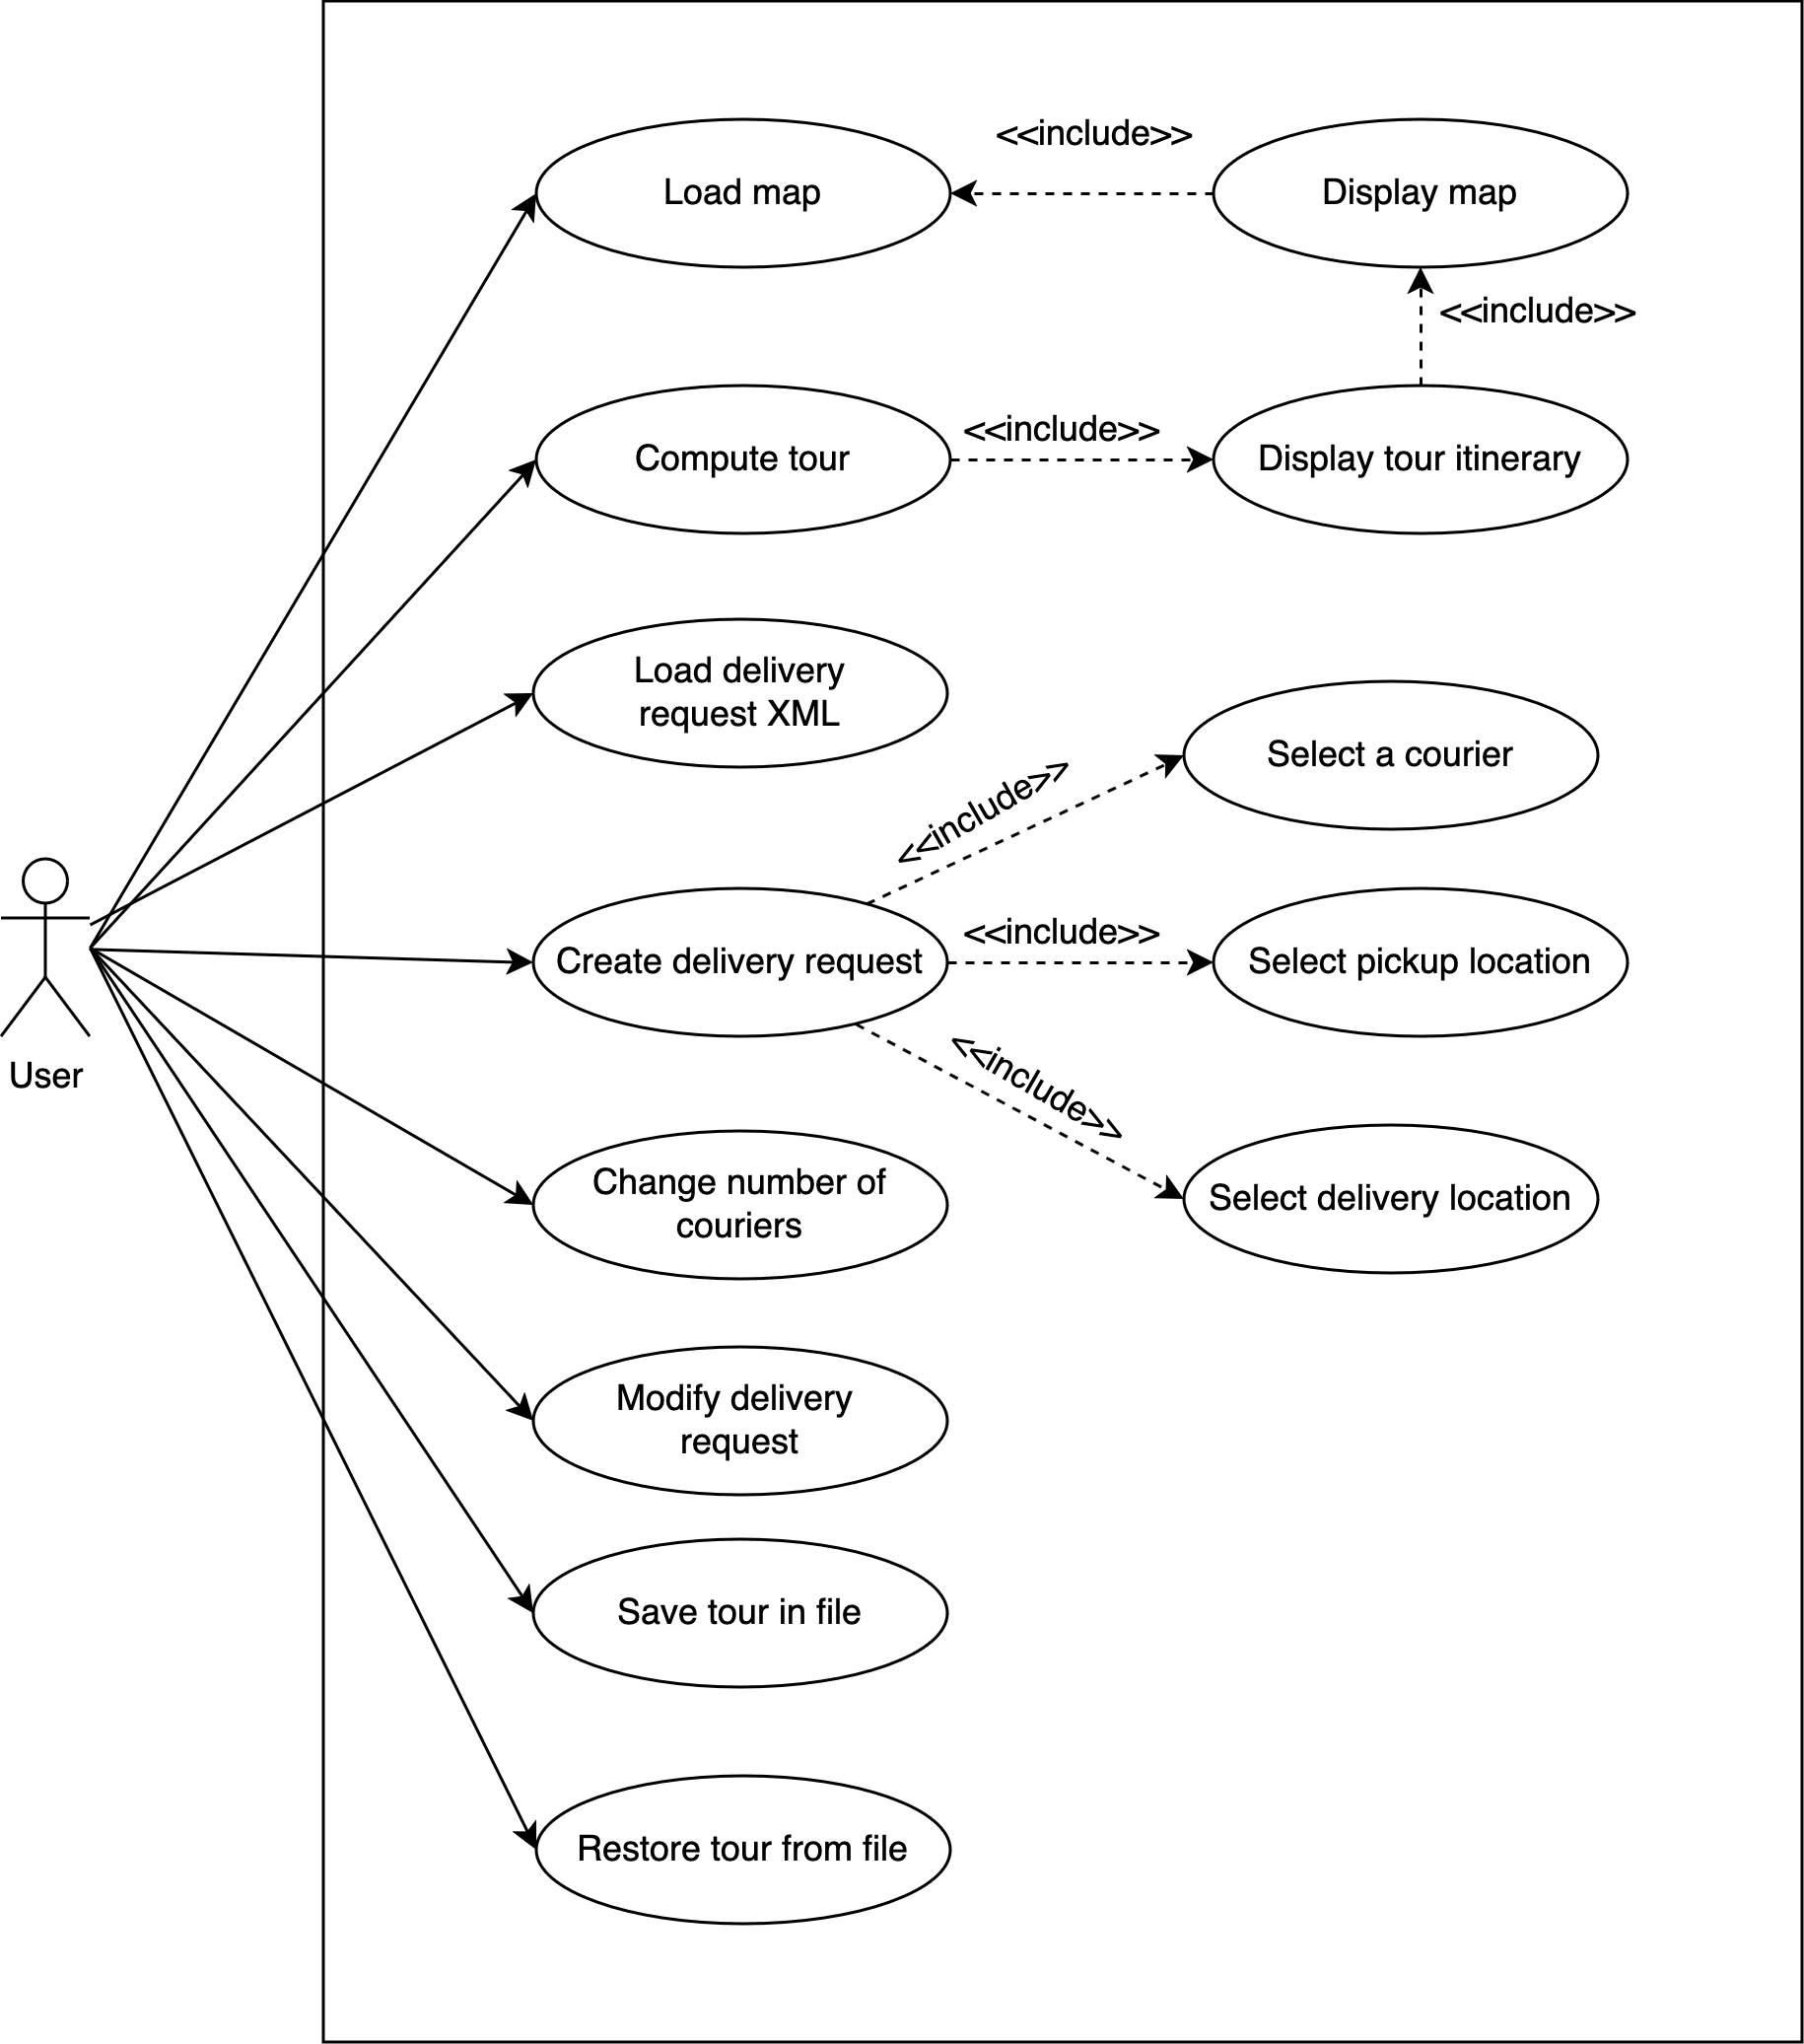 Load map
<<include>>
Display map
<<include>>
Compute tour
<<include>>
Display tour itinerary
Load delivery
request XML
<<include>>
Select a courier
Create delivery request
<<include>>
Select pickup location
User
<<include>>
Select delivery location
Change number of
couriers
Modify delivery
request
Save tour in file
Restore tour from file